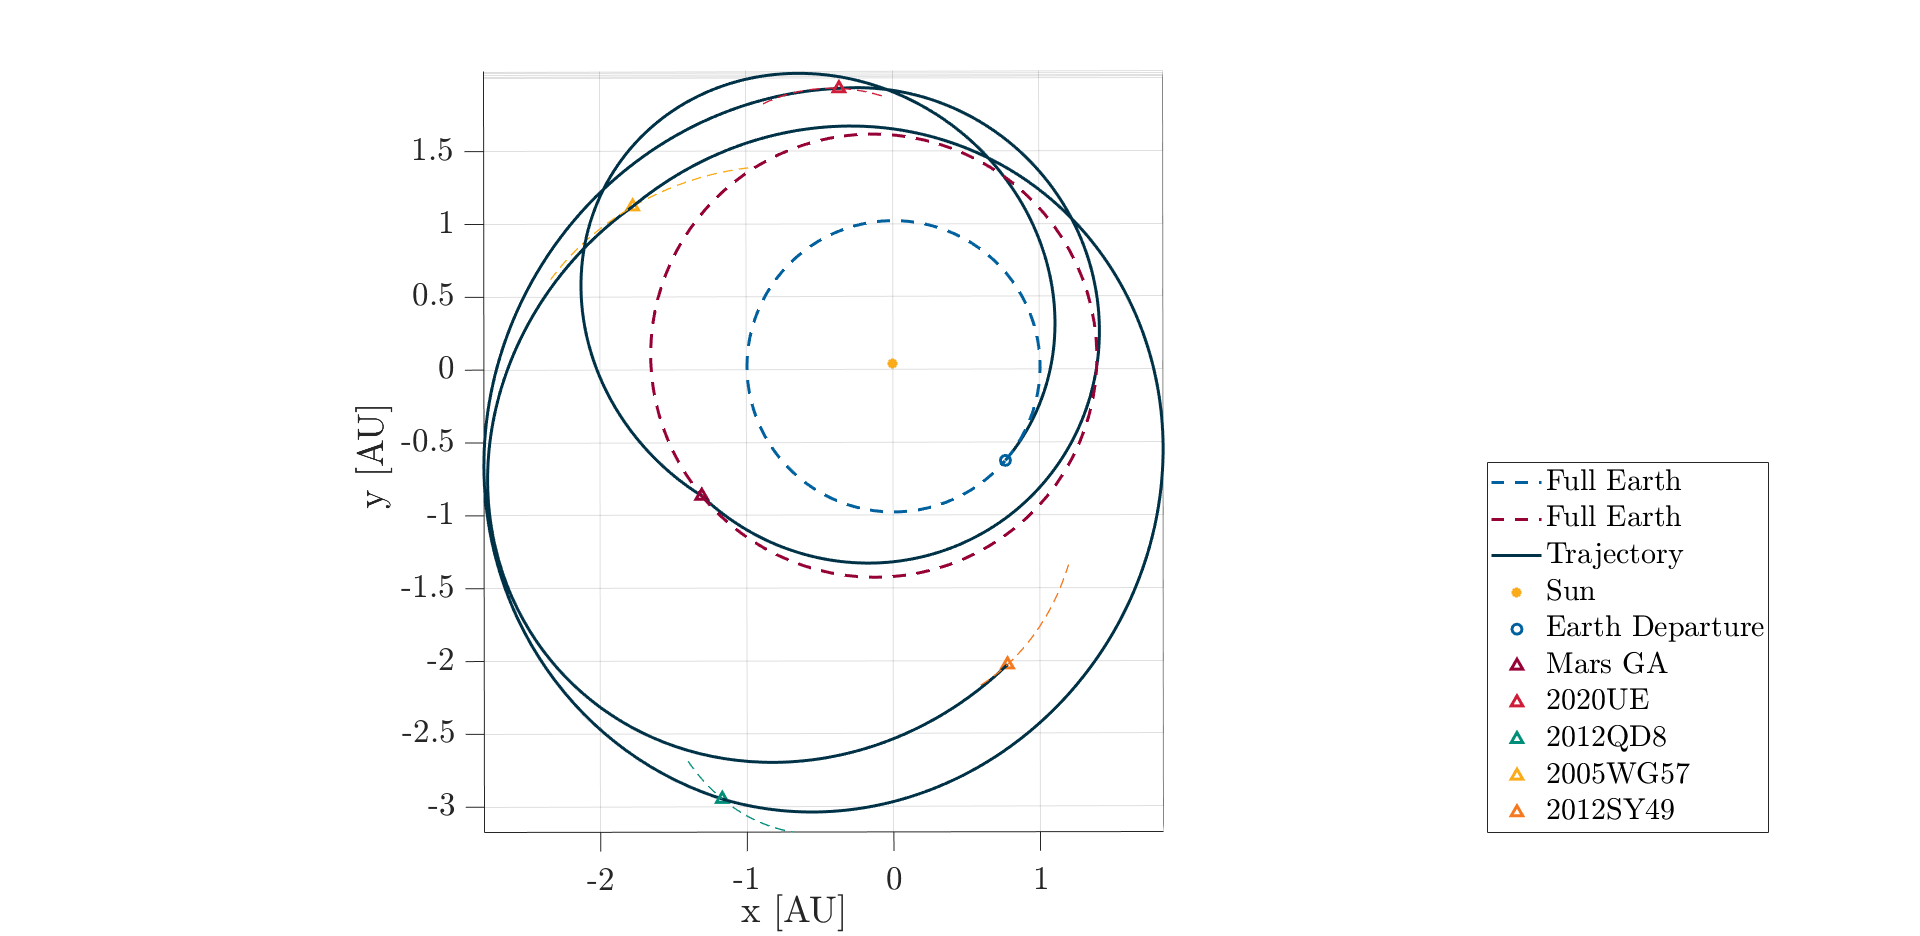 1.5
1
0.5
0
-0.5
-1
-1.5
-2
-2.5
-3
y [AU]
-2
-1
0
1
x [AU]
Full Earth
Full Earth
Trajectory
Sun
Earth Departure
Mars GA
2020UE
2012QD8
2005WG57
2012SY49